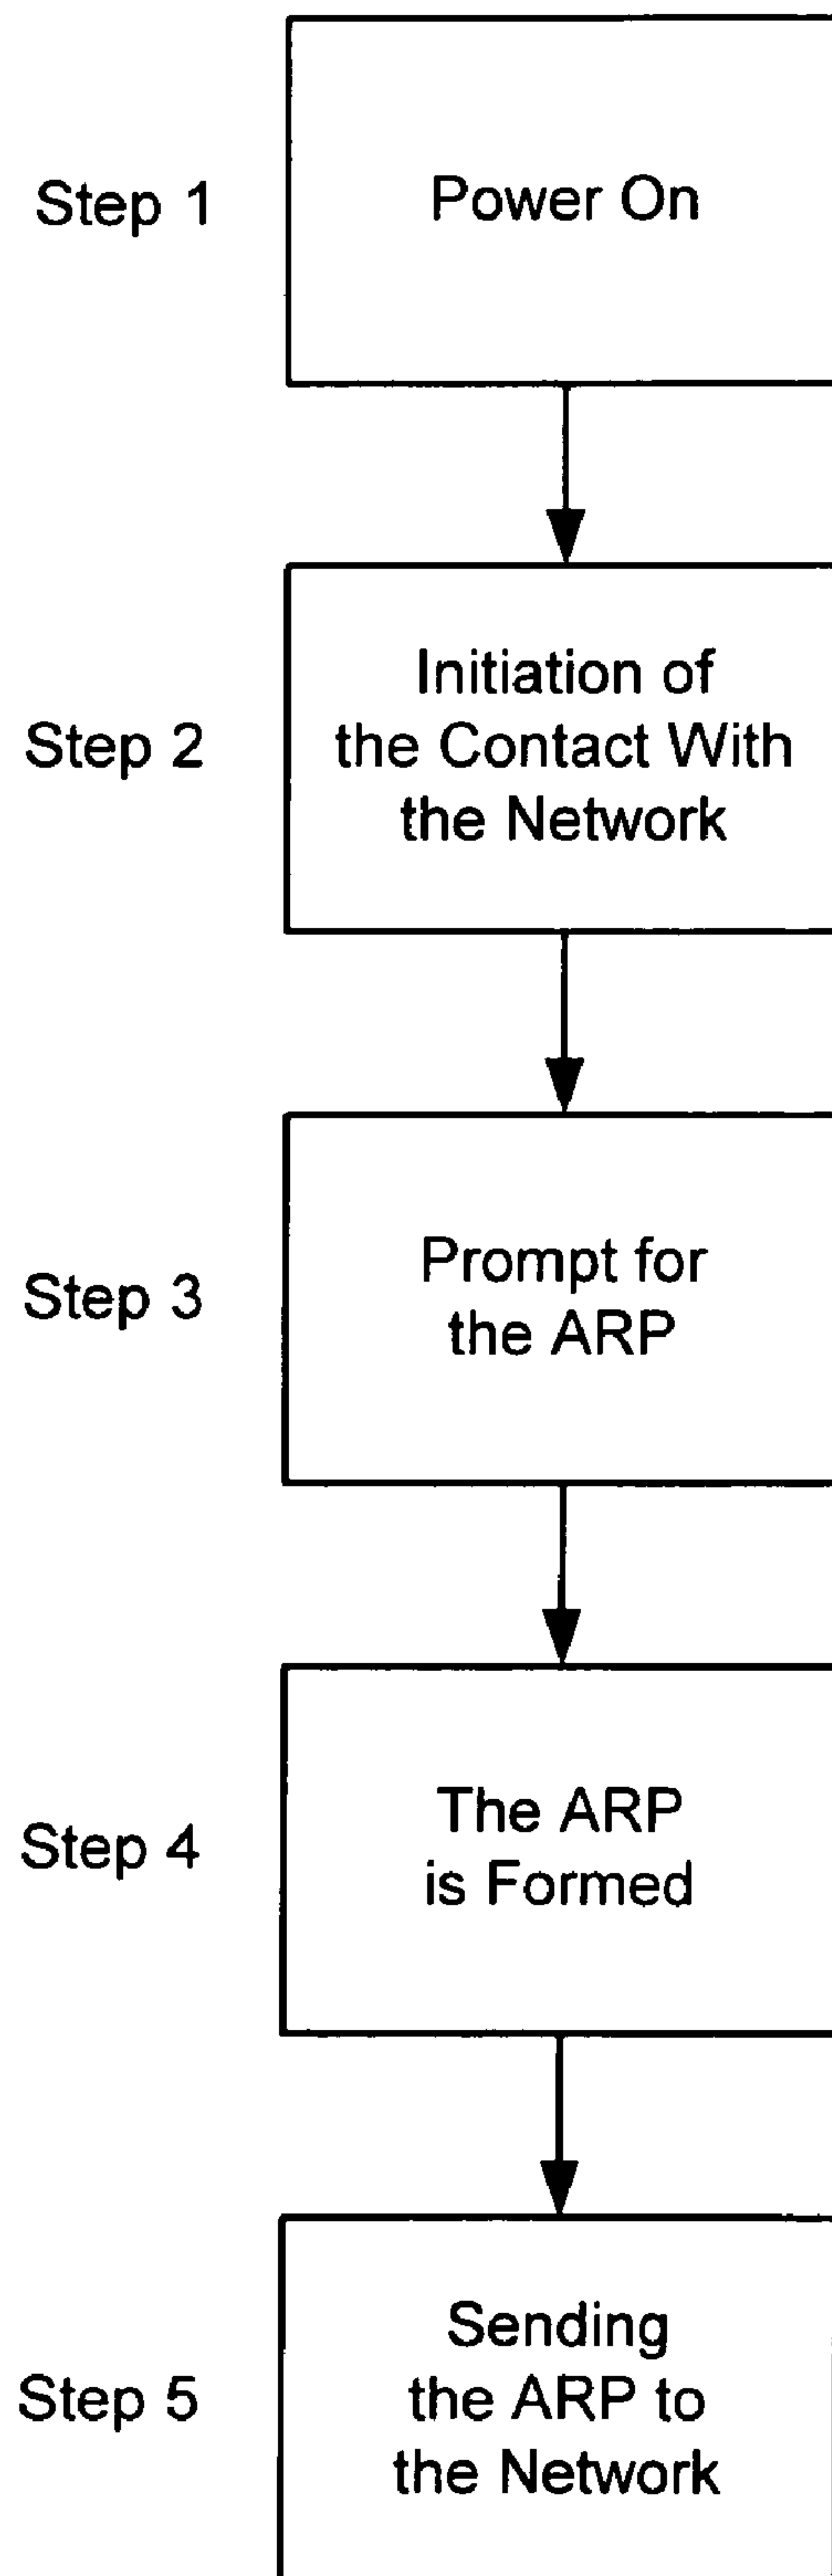 Step 1
Power On
Step 2
Initiation of
the Contact With
the Network
Step 3
Prompt for
the ARP
Step 4
The ARP
is Formed
Step 5
Sending
the ARP to
the Network